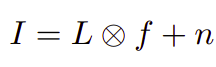 I = L ⊗ f + n